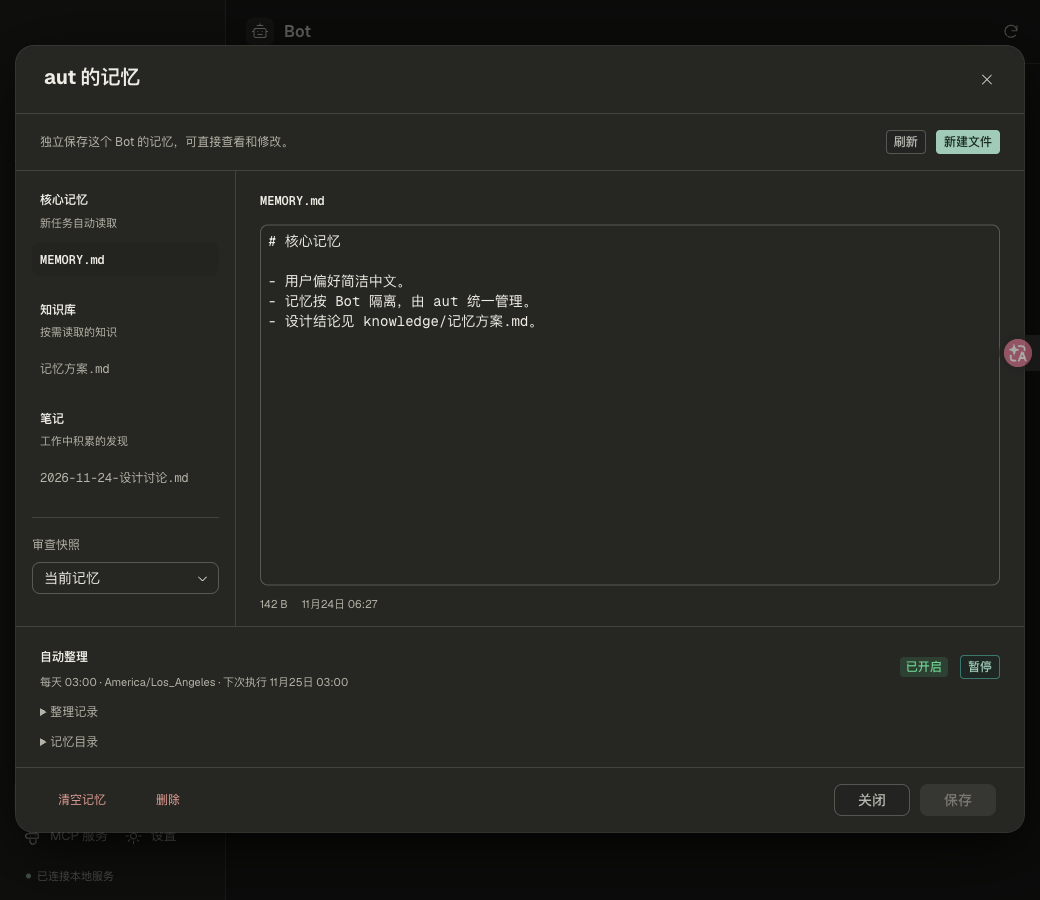 Bot
aut 的记忆
独立保存这个 Bot 的记忆，可直接查看和修改。
刷新
新建文件
核心记忆
新任务自动读取
MEMORY.md
知识库
按需读取的知识
记忆方案.md
笔记
工作中积累的发现
2026-11-24-设计讨论.md
审查快照
当前记忆
MEMORY.md
# 核心记忆
- 用户偏好简洁中文。
- 记忆按 Bot 隔离，由 aut 统一管理。
- 设计结论见 knowledge/记忆方案.md。
142 B 11月24日 06:27
自动整理
每天 03:00 · America/Los_Angeles · 下次执行 11月25日 03:00
已开启
暂停
整理记录
记忆目录
清空记忆
删除
关闭
保存
MCP 服务
设置
已连接本地服务